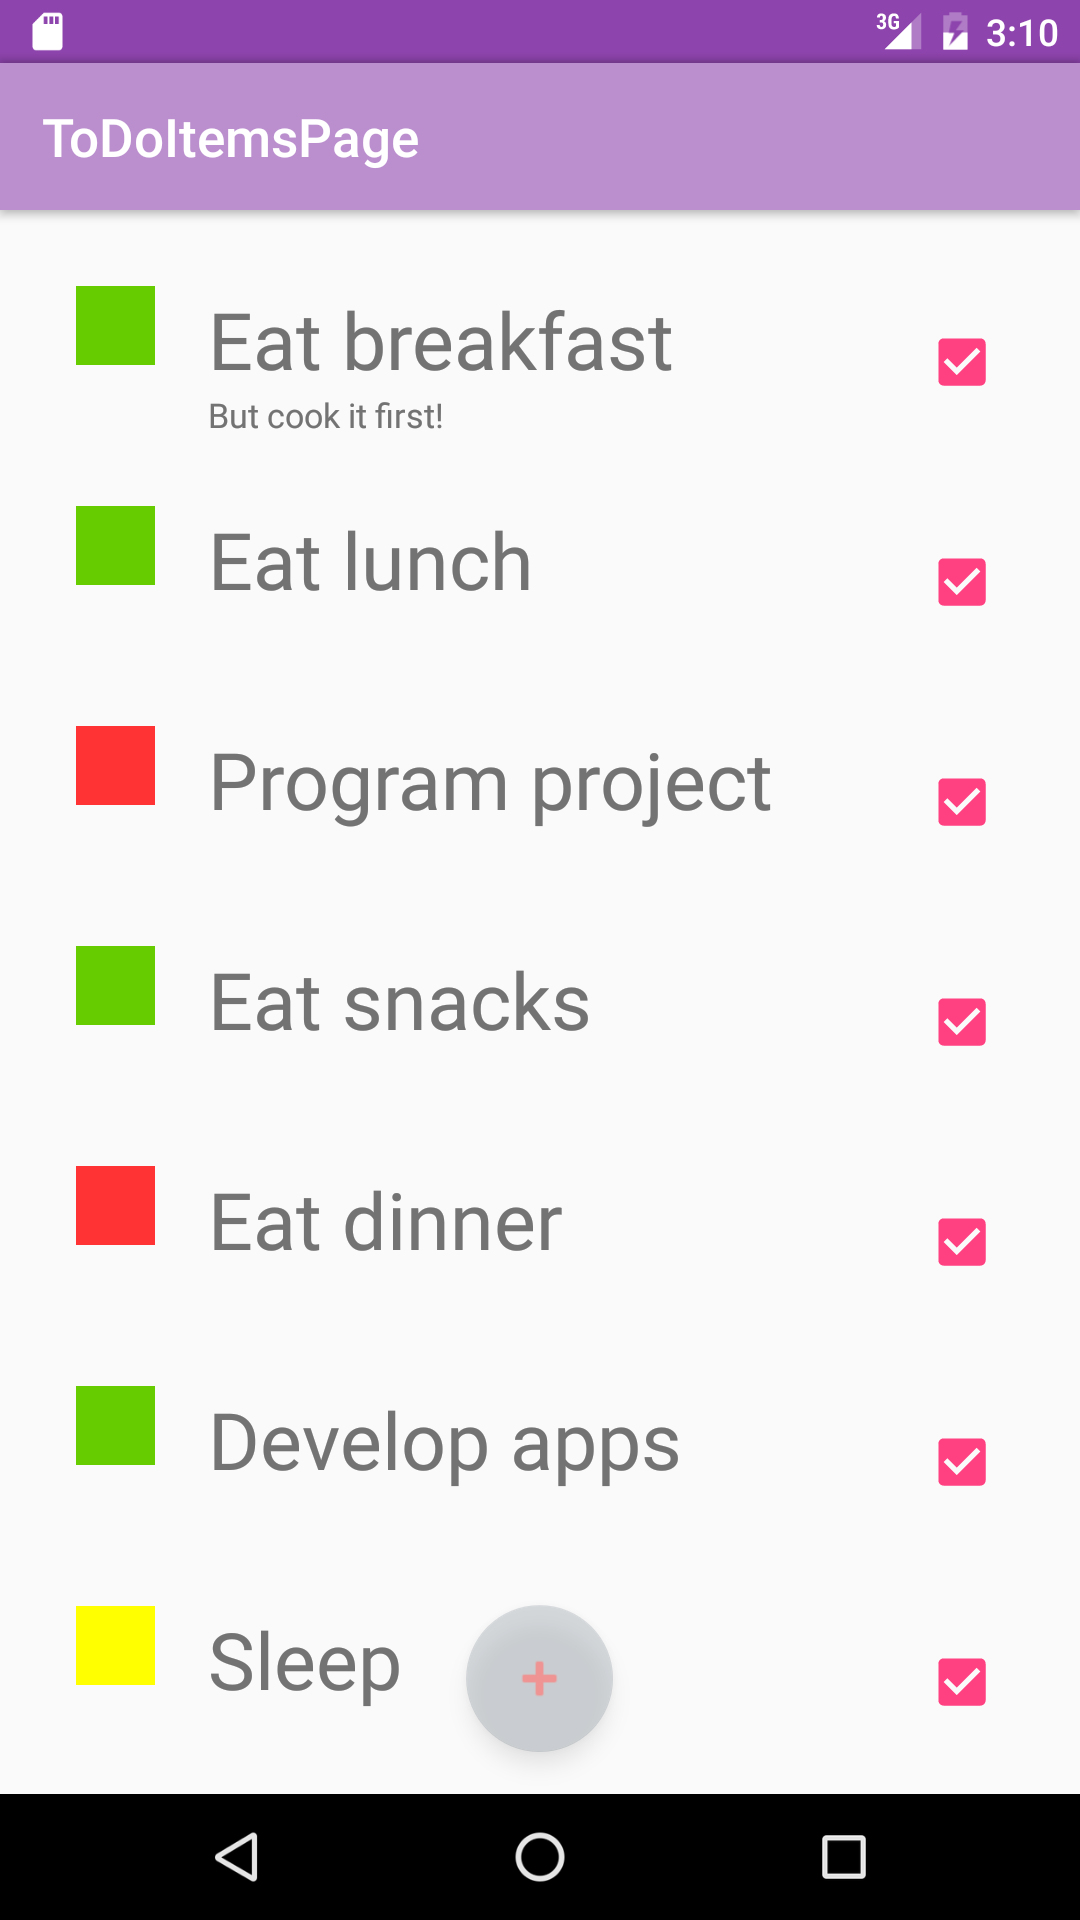 3G 3:10
ToDoItemsPage
Eat breakfast
But cook it first!
Eat lunch
Program project
Eat snacks
Eat dinner
Develop apps
Sleep
+